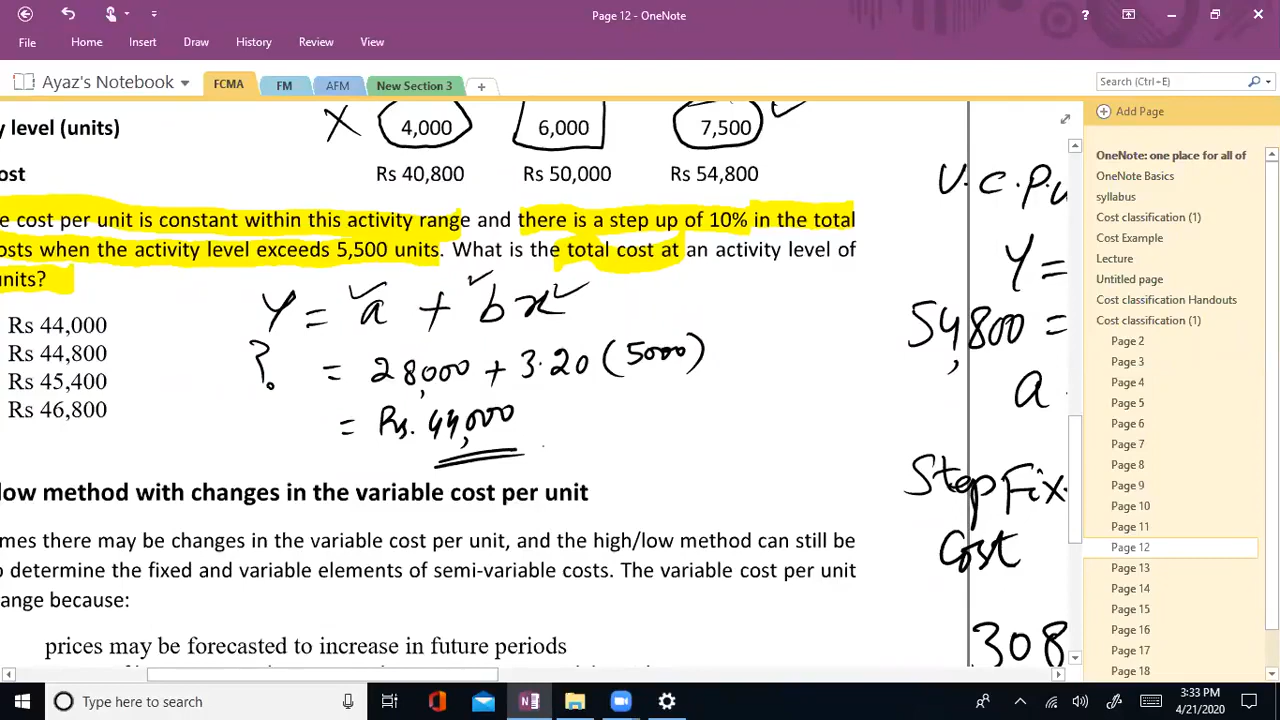 Page 12 - OneNote
File Home Insert Draw History Review View
Ayaz's Notebook FCMA FM AFM New Section 3
Search (Ctrl+E)
Add Page
y level (units) X 4,000 6,000 7,500
ost Rs 40,800 Rs 50,000 Rs 54,800
e cost per unit is constant within this activity range and there is a step up of 10% in the total
osts when the activity level exceeds 5,500 units. What is the total cost at an activity level of
units?
Rs 44,000
Rs 44,800
Rs 45,400
Rs 46,800
Y = a + bx
? = 28,000 + 3.20 (5000)
= Rs. 44,000
low method with changes in the variable cost per unit
mes there may be changes in the variable cost per unit, and the high/low method can still be
o determine the fixed and variable elements of semi-variable costs. The variable cost per unit
ange because:
prices may be forecasted to increase in future periods
V.C.P.U
Y =
54,800 =
a
Step Fix
Cost
308
OneNote: one place for all of
OneNote Basics
syllabus
Cost classification (1)
Cost Example
Lecture
Untitled page
Cost classification Handouts
Cost classification (1)
Page 2
Page 3
Page 4
Page 5
Page 6
Page 7
Page 8
Page 9
Page 10
Page 11
Page 12
Page 13
Page 14
Page 15
Page 16
Page 17
Page 18
Type here to search
3:33 PM
4/21/2020